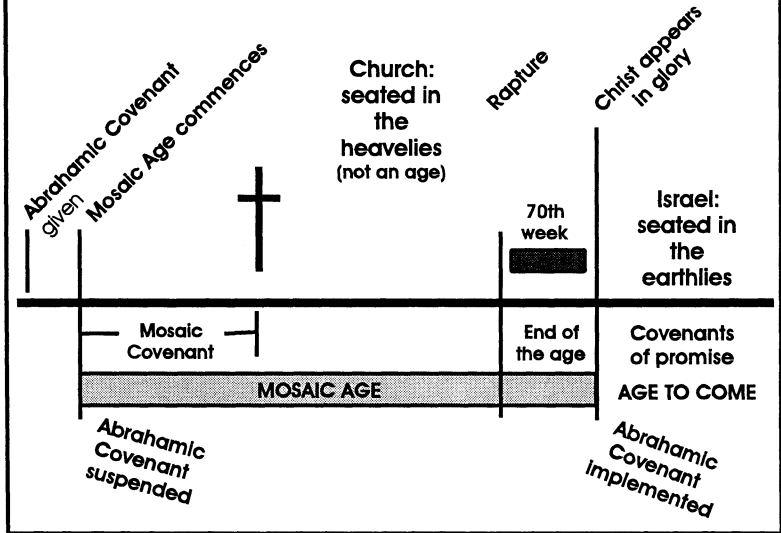 Abrahamic Covenant
given
Mosaic Age commences
Church:
seated in
the
heavelies
(not an age)
Rapture
Christ appears
in glory
70th
week
Israel:
seated in
the
earthlies
Mosaic
Covenant
End of
the age
Covenants
of promise
MOSAIC AGE
AGE TO COME
Abrahamic
Covenant
suspended
Abrahamic
Covenant
implemented